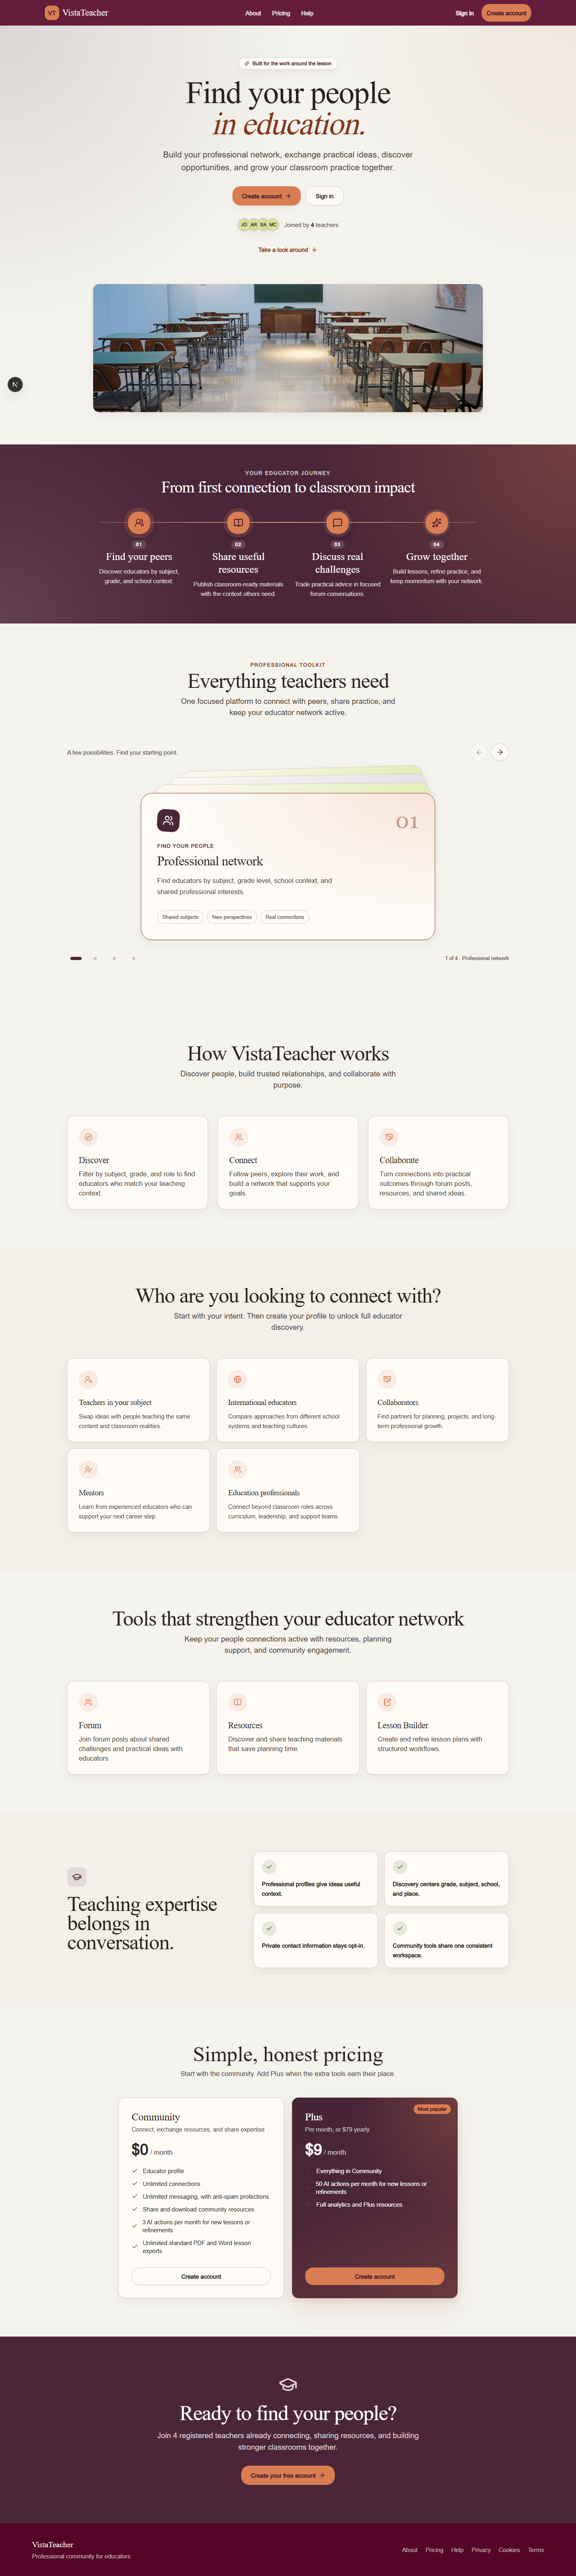 VT VistaTeacher
About Pricing Help
Sign in Create account
Built for the work around the lesson
Find your people
in education.
Build your professional network, exchange practical ideas, discover
opportunities, and grow your classroom practice together.
Create account → Sign in
JO AR SA MC Joined by 4 teachers
Take a look around ↓
N
YOUR EDUCATOR JOURNEY
From first connection to classroom impact
01
Find your peers
Discover educators by subject,
grade, and school context.
02
Share useful
resources
Publish classroom-ready materials
with the context others need.
03
Discuss real
challenges
Trade practical advice in focused
forum conversations.
04
Grow together
Build lessons, refine practice, and
keep momentum with your network.
PROFESSIONAL TOOLKIT
Everything teachers need
One focused platform to connect with peers, share practice, and
keep your educator network active.
A few possibilities. Find your starting point.
01
FIND YOUR PEOPLE
Professional network
Find educators by subject, grade level, school context, and
shared professional interests.
Shared subjects New perspectives Real connections
1 of 4 · Professional network
How VistaTeacher works
Discover people, build trusted relationships, and collaborate with
purpose.
Discover
Filter by subject, grade, and role to find
educators who match your teaching
context.
Connect
Follow peers, explore their work, and
build a network that supports your
goals.
Collaborate
Turn connections into practical
outcomes through forum posts,
resources, and shared ideas.
Who are you looking to connect with?
Start with your intent. Then create your profile to unlock full educator
discovery.
Teachers in your subject
Swap ideas with people teaching the same
content and classroom realities.
International educators
Compare approaches from different school
systems and teaching cultures.
Collaborators
Find partners for planning, projects, and long-
term professional growth.
Mentors
Learn from experienced educators who can
support your next career step.
Education professionals
Connect beyond classroom roles across
curriculum, leadership, and support teams.
Tools that strengthen your educator network
Keep your people connections active with resources, planning
support, and community engagement.
Forum
Join forum posts about shared
challenges and practical ideas with
educators.
Resources
Discover and share teaching materials
that save planning time.
Lesson Builder
Create and refine lesson plans with
structured workflows.
Teaching expertise
belongs in
conversation.
Professional profiles give ideas useful
context.
Discovery centers grade, subject, school,
and place.
Private contact information stays opt-in.
Community tools share one consistent
workspace.
Simple, honest pricing
Start with the community. Add Plus when the extra tools earn their place.
Community
Connect, exchange resources, and share expertise
$0 / month
Educator profile
Unlimited connections
Unlimited messaging, with anti-spam protections
Share and download community resources
3 AI actions per month for new lessons or
refinements
Unlimited standard PDF and Word lesson
exports
Create account
Most popular
Plus
Per month, or $79 yearly
$9 / month
Everything in Community
50 AI actions per month for new lessons or
refinements
Full analytics and Plus resources
Create account
Ready to find your people?
Join 4 registered teachers already connecting, sharing resources, and building
stronger classrooms together.
Create your free account →
VistaTeacher
Professional community for educators.
About Pricing Help Privacy Cookies Terms